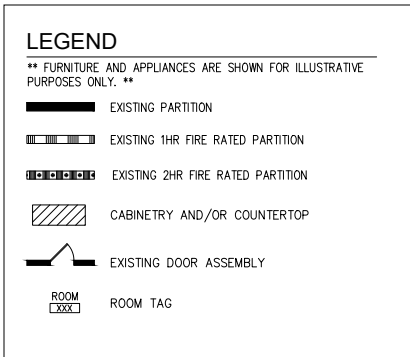 LEGEND
** FURNITURE AND APPLIANCES ARE SHOWN FOR ILLUSTRATIVE
PURPOSES ONLY. **
EXISTING PARTITION
EXISTING 1HR FIRE RATED PARTITION
EXISTING 2HR FIRE RATED PARTITION
CABINETRY AND/OR COUNTERTOP
EXISTING DOOR ASSEMBLY
ROOM
XXX
ROOM TAG